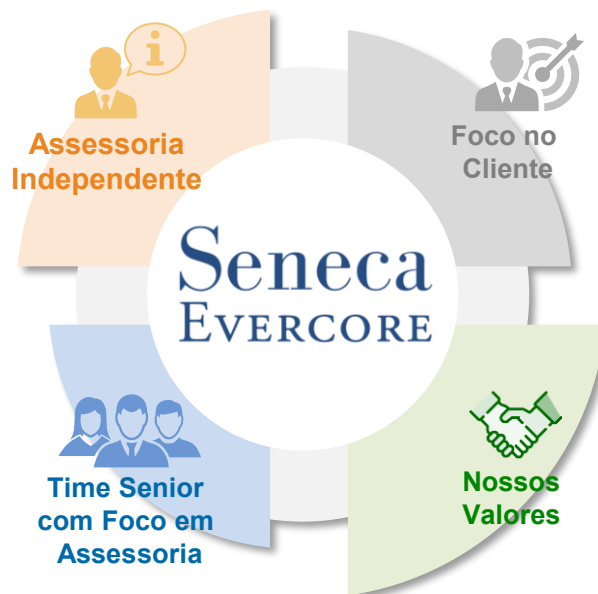 Assessoria
Independente
Foco no
Cliente
Seneca
EVERCORE
Time Senior
com Foco em
Assessoria
Nossos
Valores